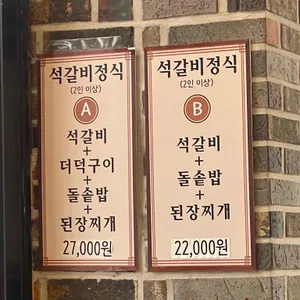 석갈비정식
(2인 이상)
A
석갈비
+
더덕구이
+
돌솥밥
+
된장찌개
27,000원
석갈비정식
(2인 이상)
B
석갈비
+
돌솥밥
+
된장찌개
22,000원